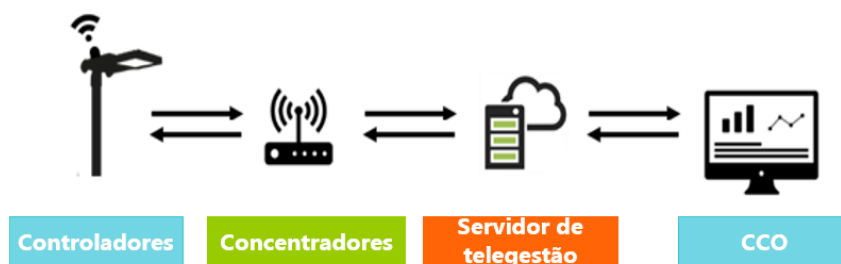 Controladores
Concentradores
Servidor de
telegestão
CCO